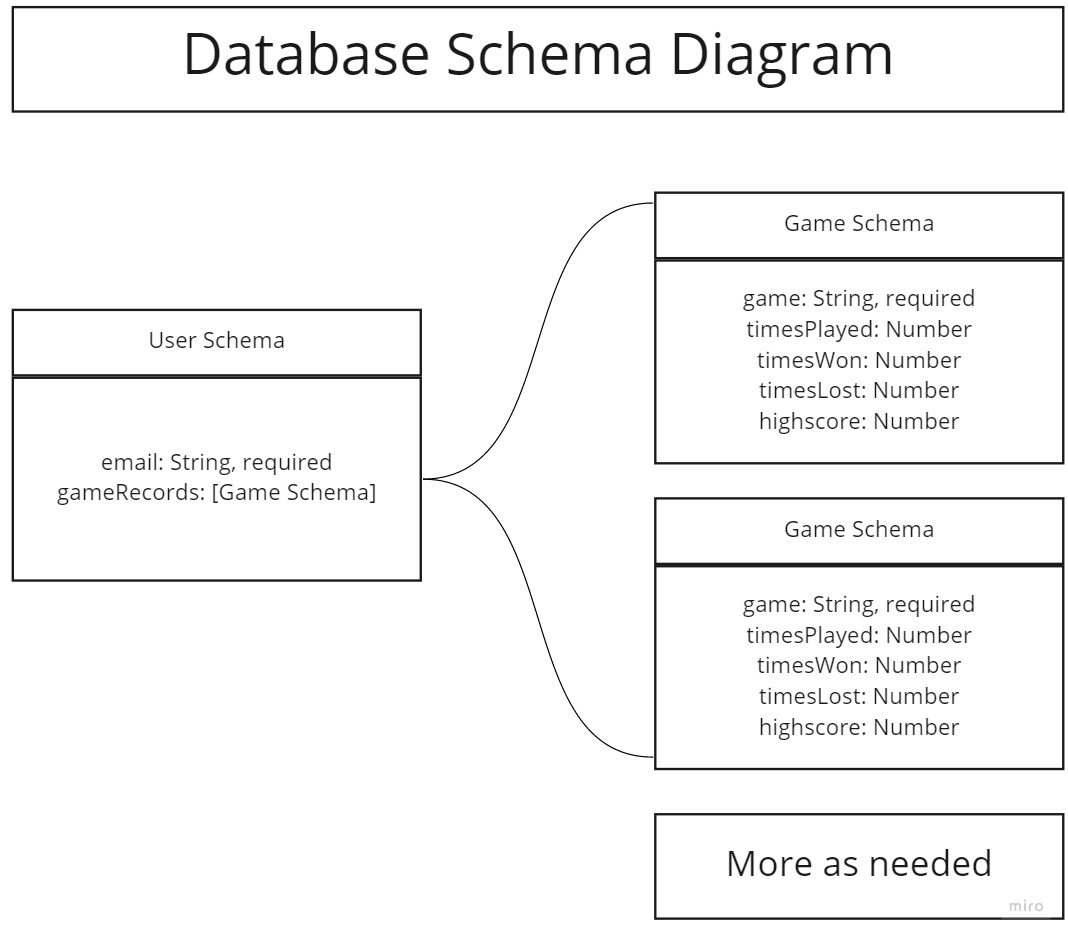 Database Schema Diagram
User Schema
email: String, required
gameRecords: [Game Schema]
Game Schema
game: String, required
timesPlayed: Number
timesWon: Number
timesLost: Number
highscore: Number
Game Schema
game: String, required
timesPlayed: Number
timesWon: Number
timesLost: Number
highscore: Number
More as needed
miro